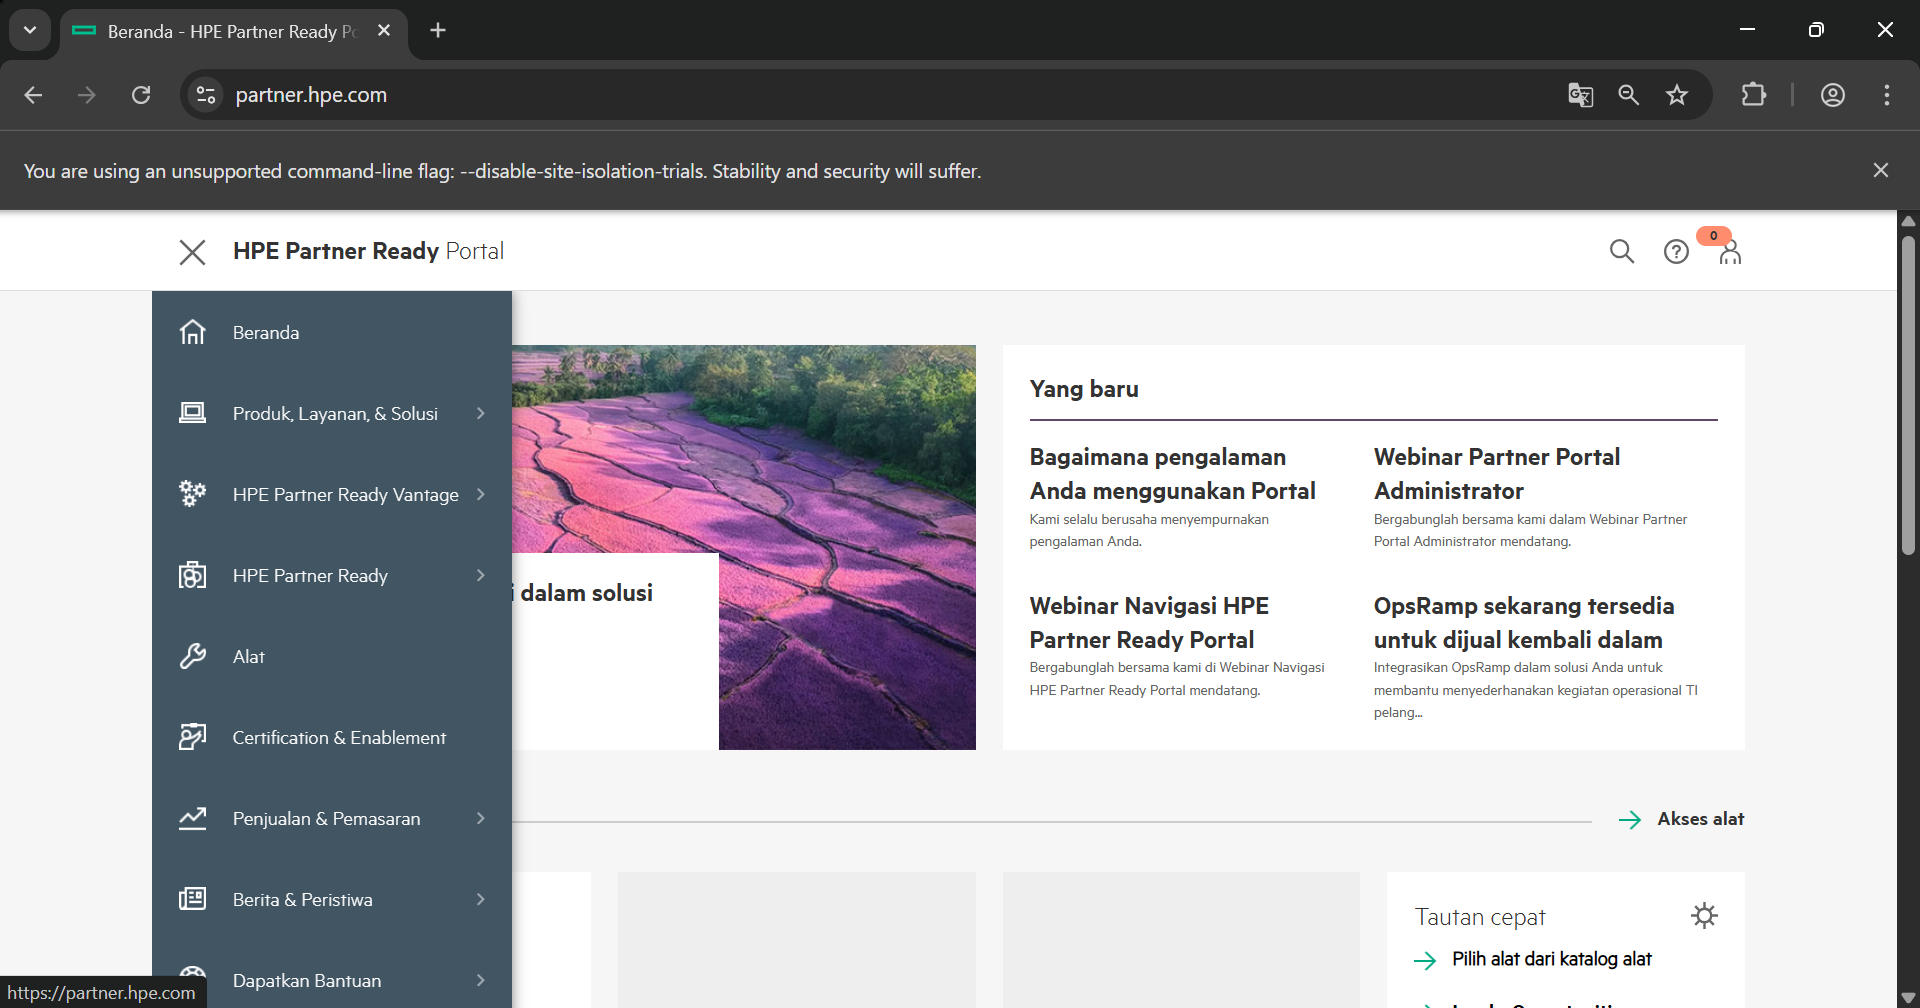 Beranda - HPE Partner Ready Po
partner.hpe.com
You are using an unsupported command-line flag: --disable-site-isolation-trials. Stability and security will suffer.
HPE Partner Ready Portal
0
Beranda
Produk, Layanan, & Solusi
HPE Partner Ready Vantage
HPE Partner Ready
Alat
Certification & Enablement
Penjualan & Pemasaran
Berita & Peristiwa
Dapatkan Bantuan
i dalam solusi
Yang baru
Bagaimana pengalaman
Anda menggunakan Portal
Kami selalu berusaha menyempurnakan
pengalaman Anda.
Webinar Partner Portal
Administrator
Bergabunglah bersama kami dalam Webinar Partner
Portal Administrator mendatang.
Webinar Navigasi HPE
Partner Ready Portal
Bergabunglah bersama kami di Webinar Navigasi
HPE Partner Ready Portal mendatang.
OpsRamp sekarang tersedia
untuk dijual kembali dalam
Integrasikan OpsRamp dalam solusi Anda untuk
membantu menyederhanakan kegiatan operasional TI
pelang...
Akses alat
Tautan cepat
Pilih alat dari katalog alat
https://partner.hpe.com